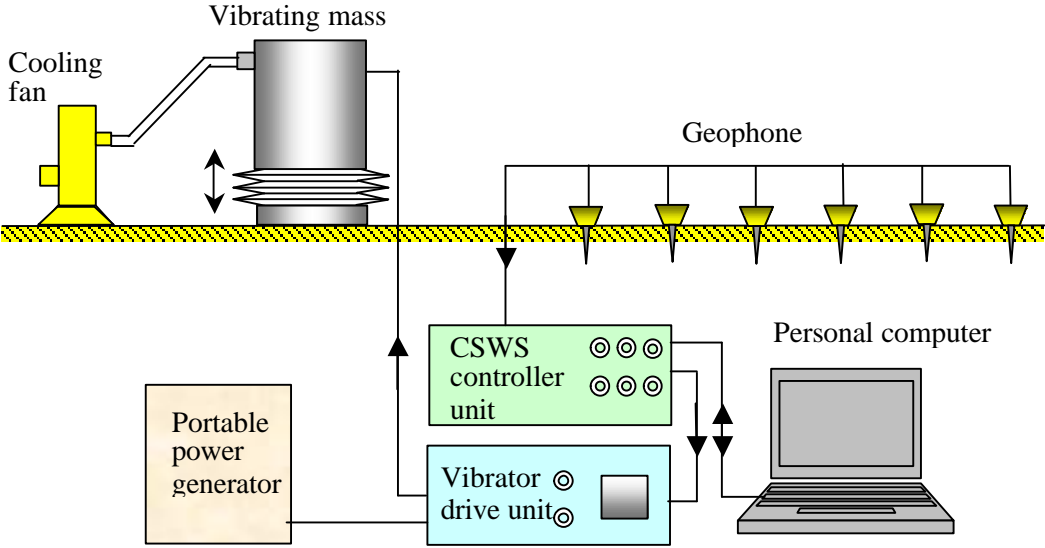 Vibrating mass
Cooling
fan
Geophone
CSWS
controller
unit
Personal computer
Portable
power
generator
Vibrator
drive unit